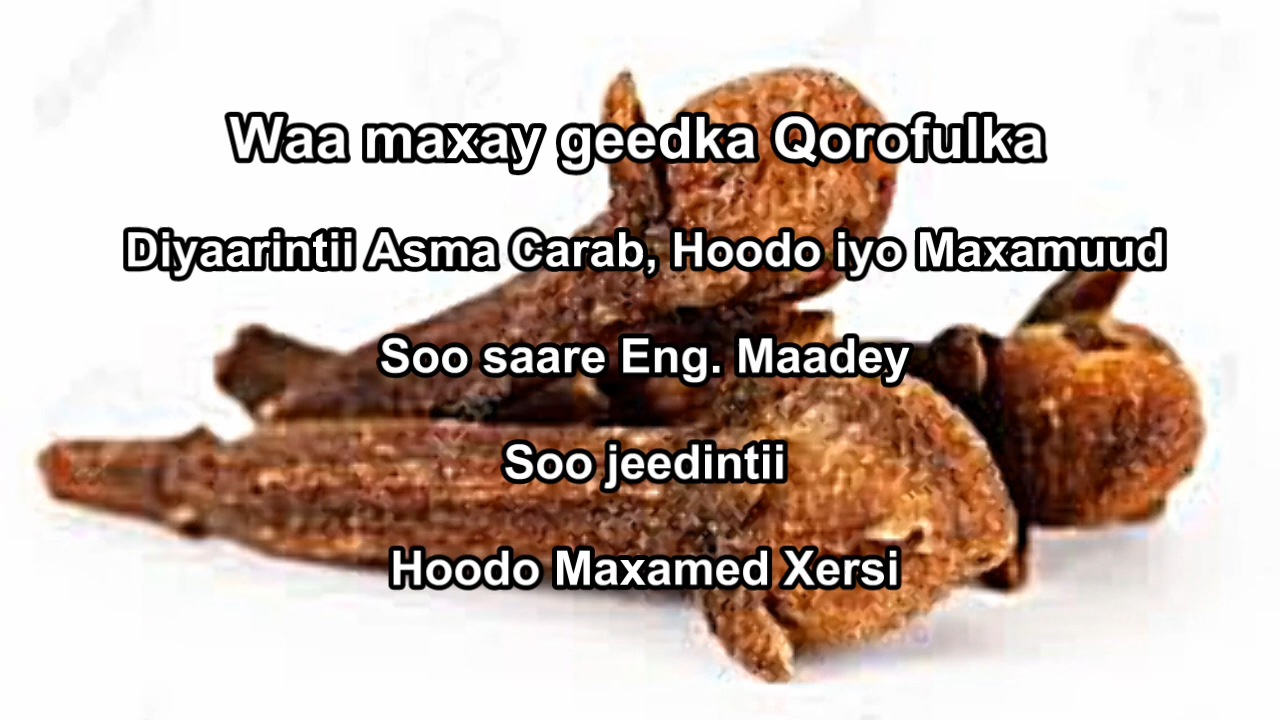 Waa maxay geedka Qorofulka
Diyaarintii Asma Carab, Hoodo iyo Maxamuud
Soo saare Eng. Maadey
Soo jeedintii
Hoodo Maxamed Xersi